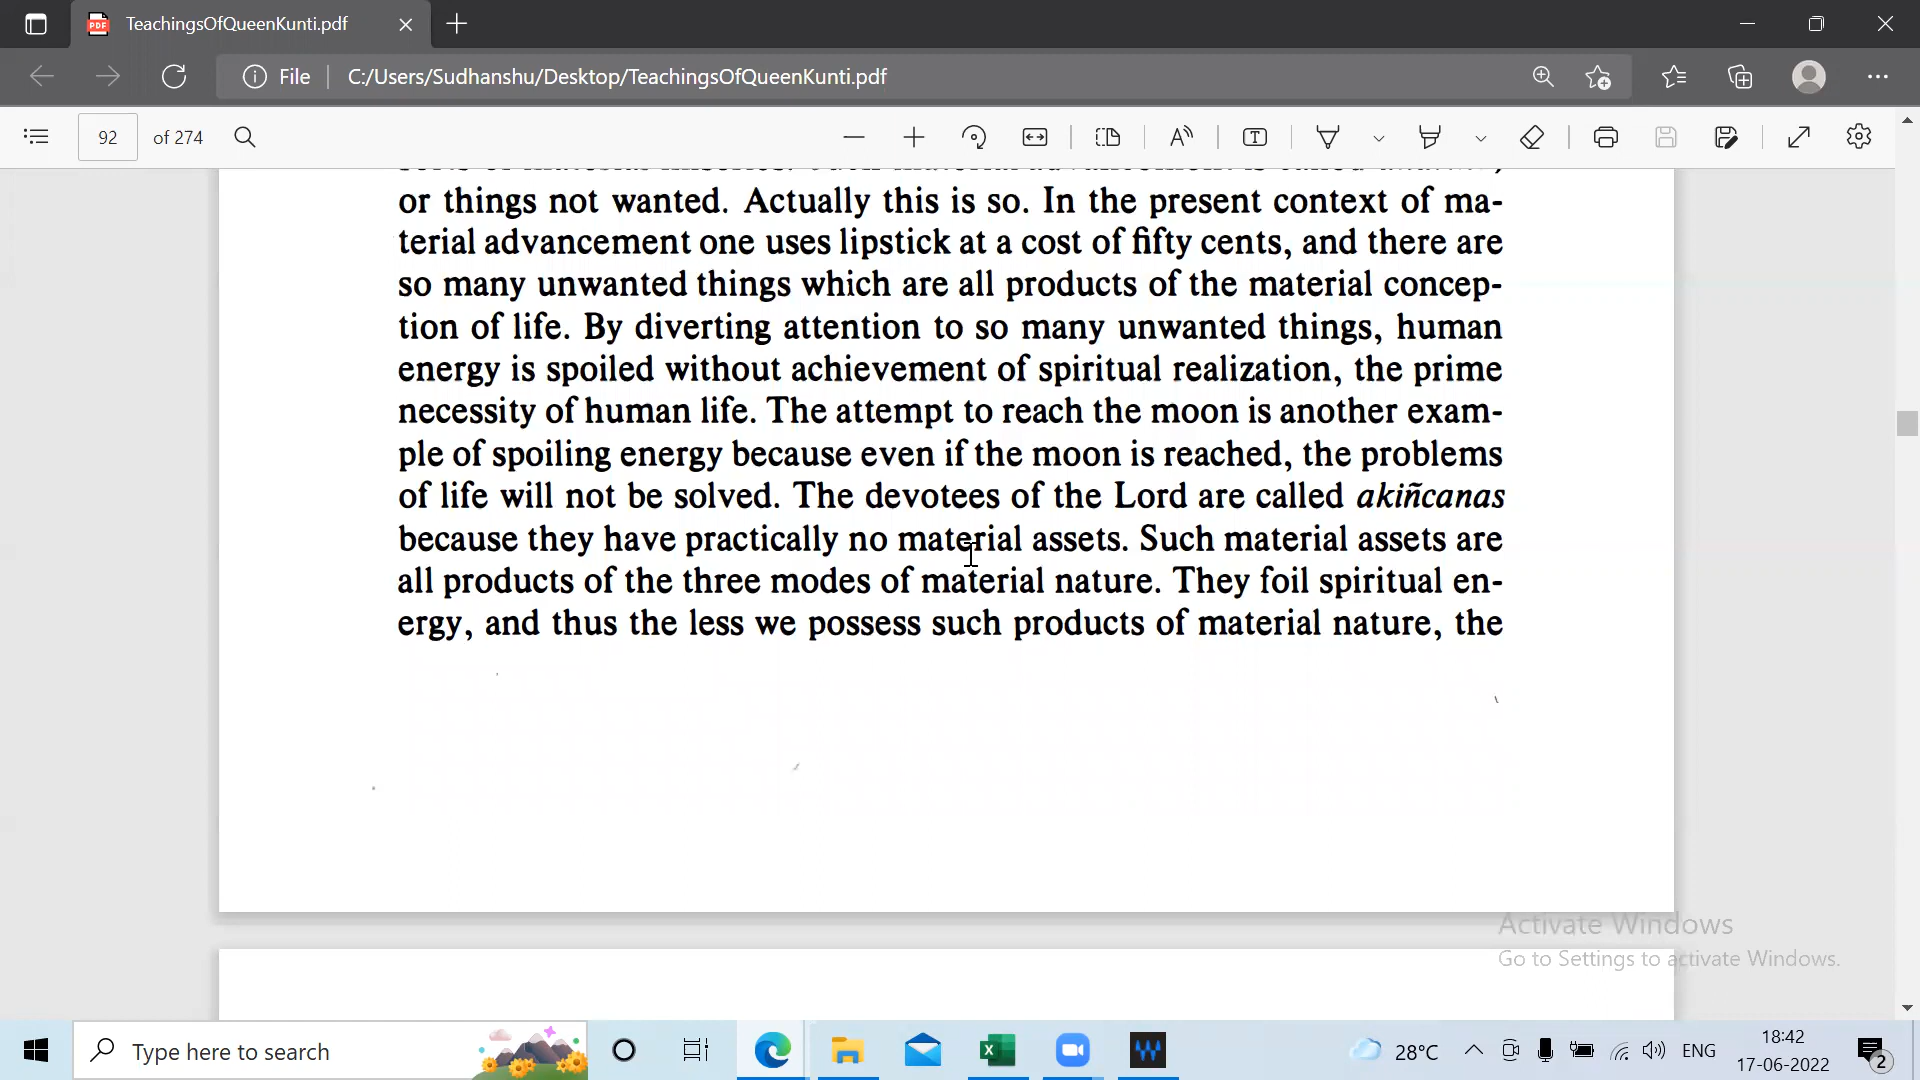 TeachingsOfQueenKunti.pdf
File
C:/Users/Sudhanshu/Desktop/TeachingsOfQueenKunti.pdf
92 of 274
or things not wanted. Actually this is so. In the present context of ma-
terial advancement one uses lipstick at a cost of fifty cents, and there are
so many unwanted things which are all products of the material concep-
tion of life. By diverting attention to so many unwanted things, human
energy is spoiled without achievement of spiritual realization, the prime
necessity of human life. The attempt to reach the moon is another exam-
ple of spoiling energy because even if the moon is reached, the problems
of life will not be solved. The devotees of the Lord are called akiñcanas
because they have practically no material assets. Such material assets are
all products of the three modes of material nature. They foil spiritual en-
ergy, and thus the less we possess such products of material nature, the
Activate Windows
Go to Settings to activate Windows.
Type here to search
28°C
ENG
18:42
17-06-2022
2